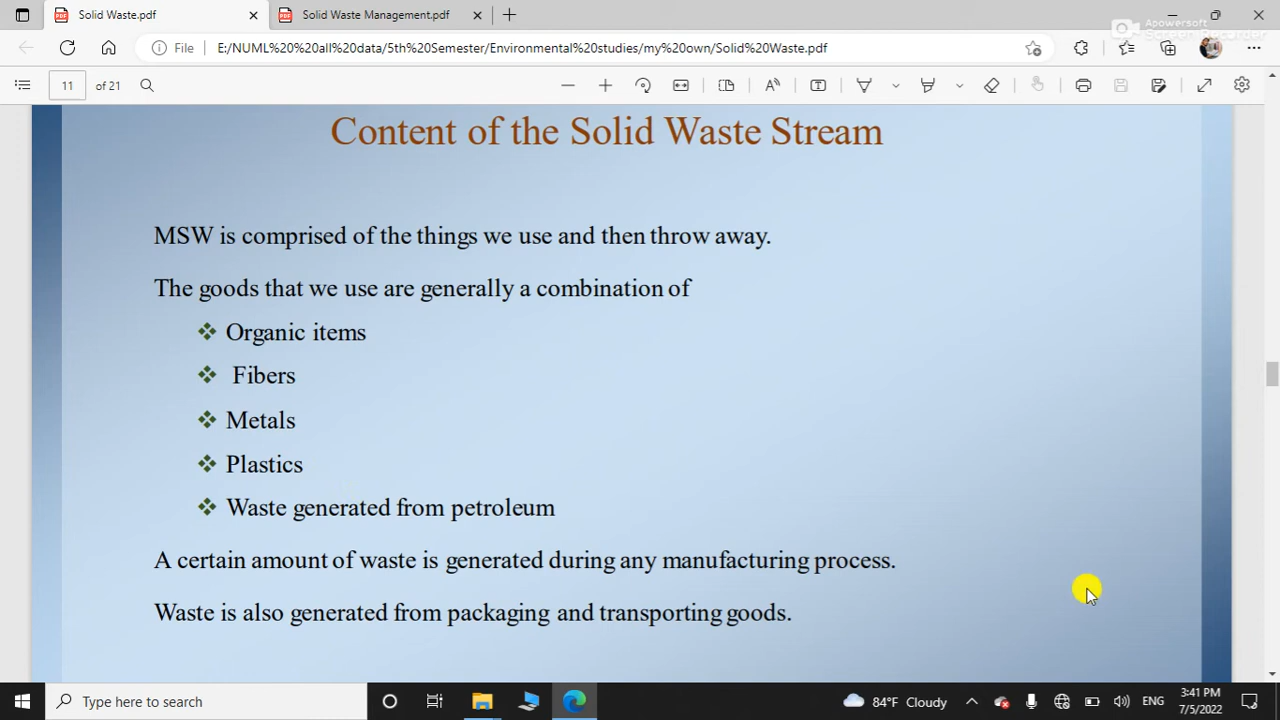 Solid Waste.pdf
Solid Waste Management.pdf
Apowersoft
Screen Recorder
File
E:/NUML%20%20all%20data/5th%20Semester/Environmental%20studies/my%20own/Solid%20Waste.pdf
11 of 21
Content of the Solid Waste Stream
MSW is comprised of the things we use and then throw away.
The goods that we use are generally a combination of
❖ Organic items
❖ Fibers
❖ Metals
❖ Plastics
❖ Waste generated from petroleum
A certain amount of waste is generated during any manufacturing process.
Waste is also generated from packaging and transporting goods.
Type here to search
84°F Cloudy
ENG
3:41 PM
7/5/2022